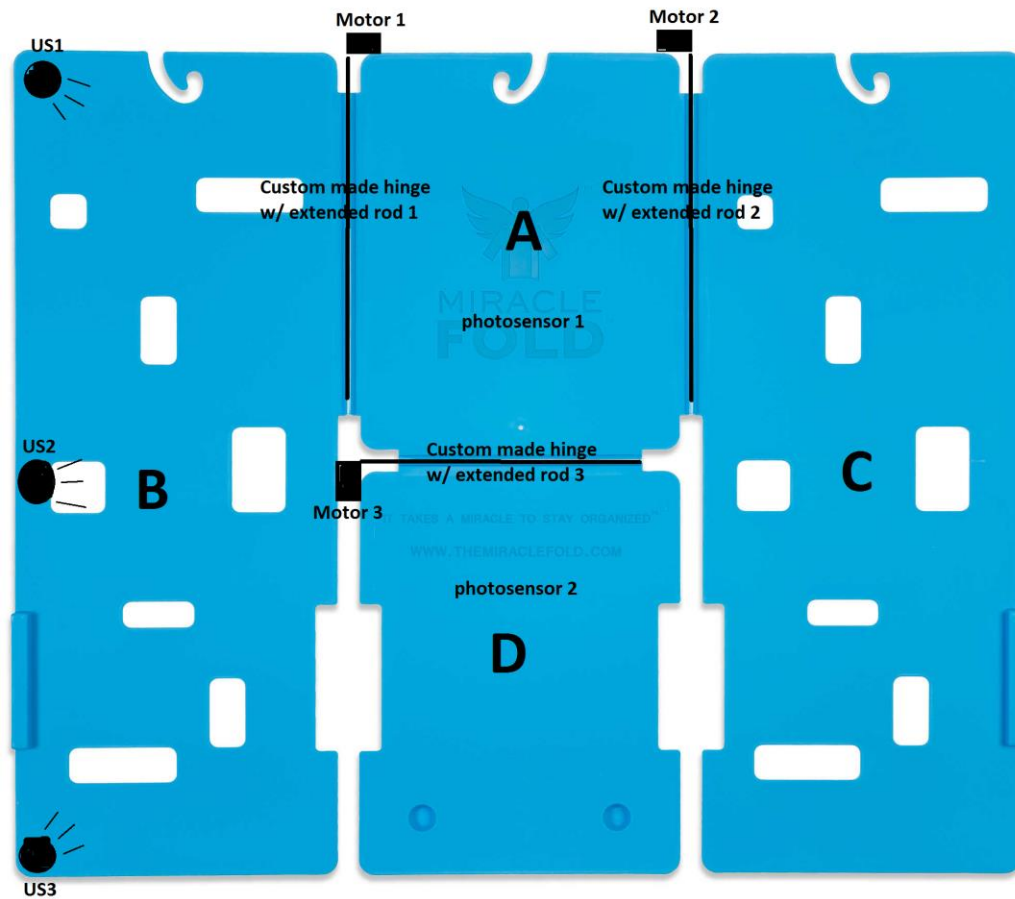 Motor 1
Motor 2
US1
Custom made hinge
w/ extended rod 1
Custom made hinge
w/ extended rod 2
A
MIRACLE
FOLD
photosensor 1
US2
B
Custom made hinge
w/ extended rod 3
C
Motor 3
IT TAKES A MIRACLE TO STAY ORGANIZED
WWW.THEMIRACLEFOLD.COM
photosensor 2
D
US3